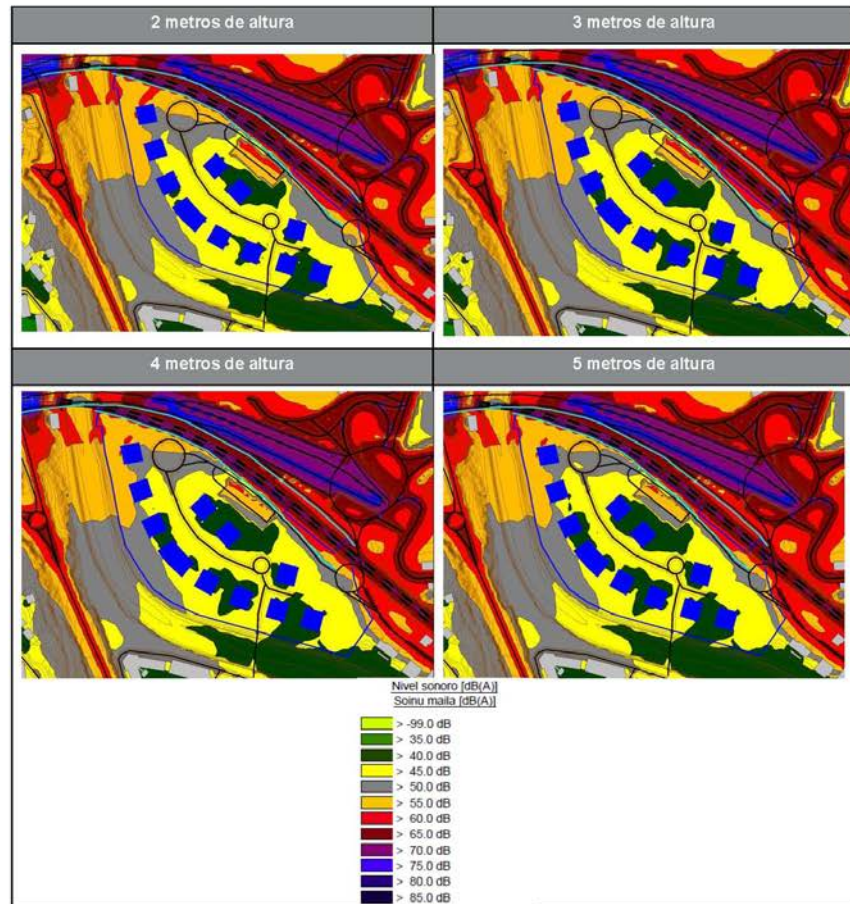 2 metros de altura
3 metros de altura
4 metros de altura
5 metros de altura
Nivel sonoro [dB(A)]
Soinu maila [dB(A)]
> -99.0 dB
> 35.0 dB
> 40.0 dB
> 45.0 dB
> 50.0 dB
> 55.0 dB
> 60.0 dB
> 65.0 dB
> 70.0 dB
> 75.0 dB
> 80.0 dB
> 85.0 dB